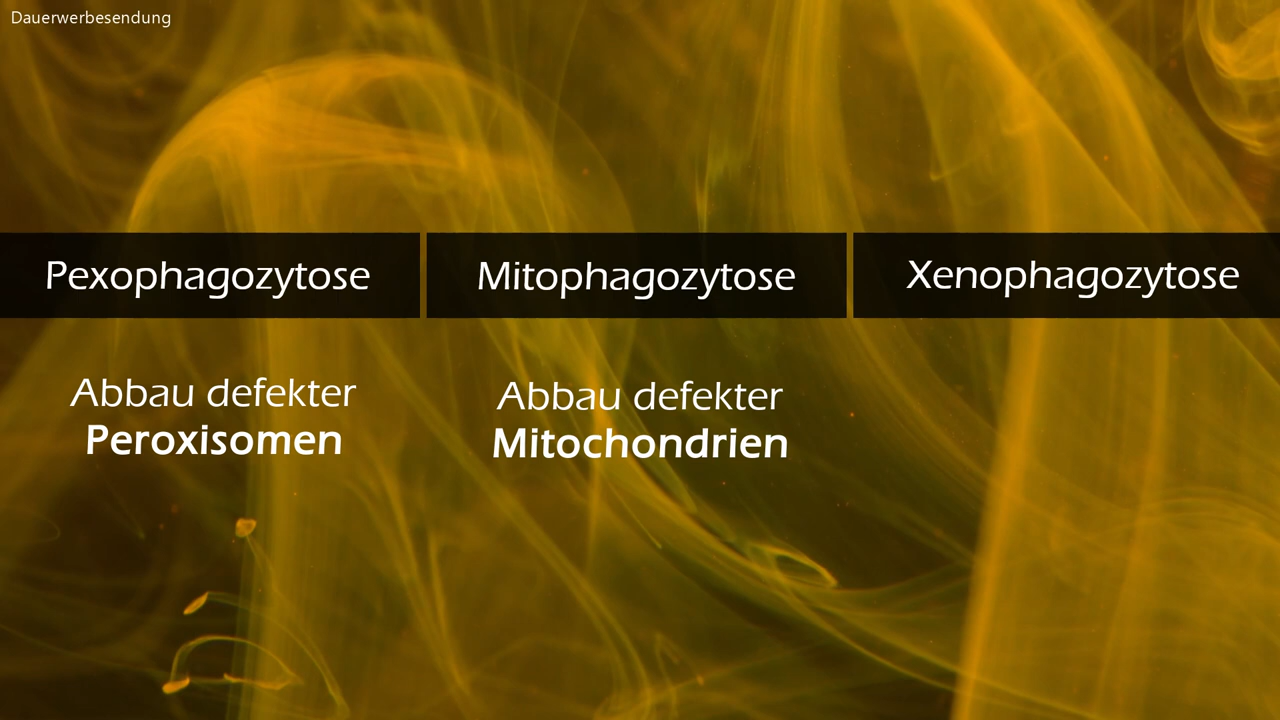 Dauerwerbesendung
Pexophagozytose
Mitophagozytose
Xenophagozytose
Abbau defekter
Peroxisomen
Abbau defekter
Mitochondrien